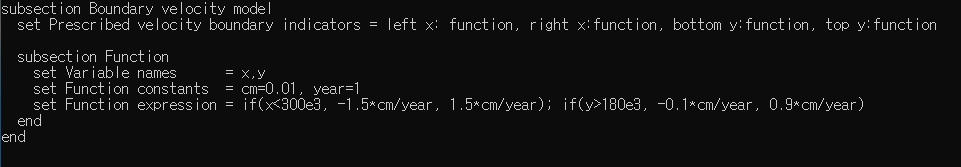 subsection Boundary velocity model
  set Prescribed velocity boundary indicators = left x: function, right x:function, bottom y:function, top y:function

  subsection Function
    set Variable names      = x,y
    set Function constants  = cm=0.01, year=1
    set Function expression = if(x<300e3, -1.5*cm/year, 1.5*cm/year); if(y>180e3, -0.1*cm/year, 0.9*cm/year)
  end
end